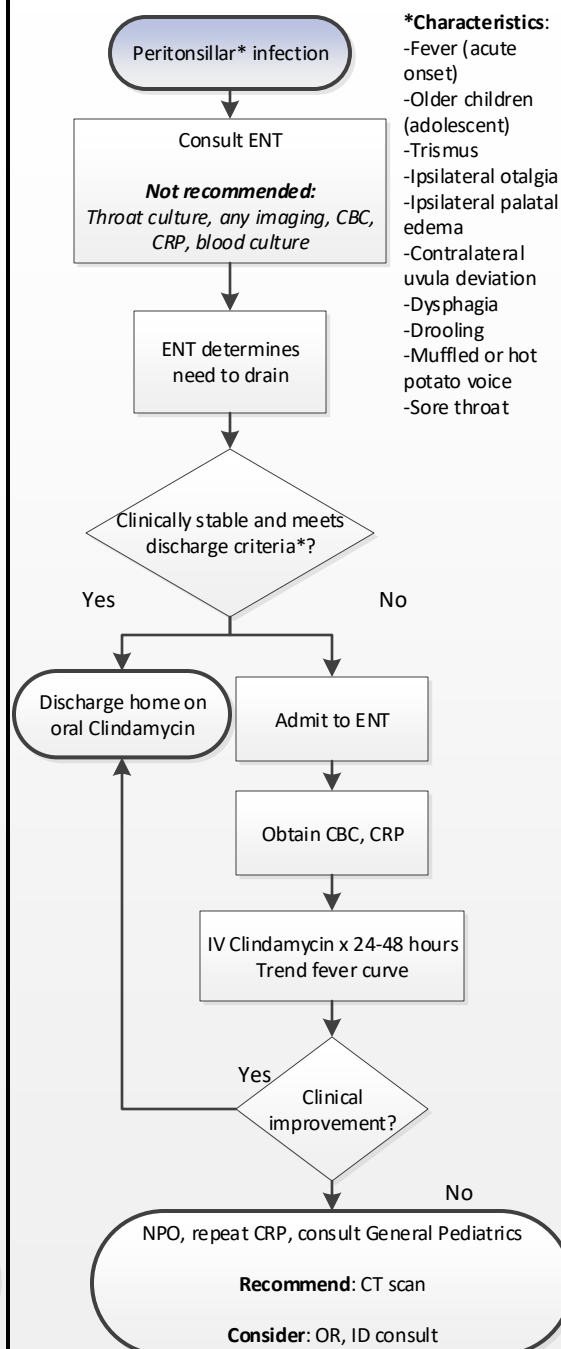 Peritonsillar* infection
*Characteristics:
-Fever (acute
onset)
-Older children
(adolescent)
-Trismus
-Ipsilateral otalgia
-Ipsilateral palatal
edema
-Contralateral
uvula deviation
-Dysphagia
-Drooling
-Muffled or hot
potato voice
-Sore throat
Consult ENT
Not recommended:
Throat culture, any imaging, CBC,
CRP, blood culture
ENT determines
need to drain
Clinically stable and meets
discharge criteria*?
Yes
No
Discharge home on
oral Clindamycin
Admit to ENT
Obtain CBC, CRP
IV Clindamycin x 24-48 hours
Trend fever curve
Yes
Clinical
improvement?
No
NPO, repeat CRP, consult General Pediatrics
Recommend: CT scan
Consider: OR, ID consult